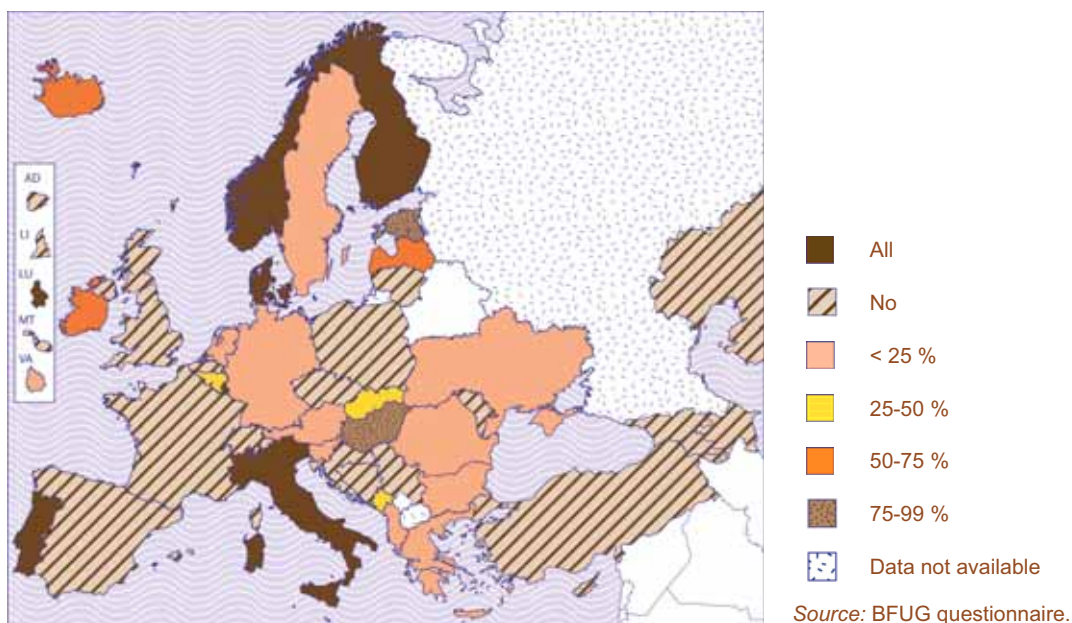 AD
LI
LU
MT
VA
All
No
< 25 %
25-50 %
50-75 %
75-99 %
Data not available
Source: BFUG questionnaire.